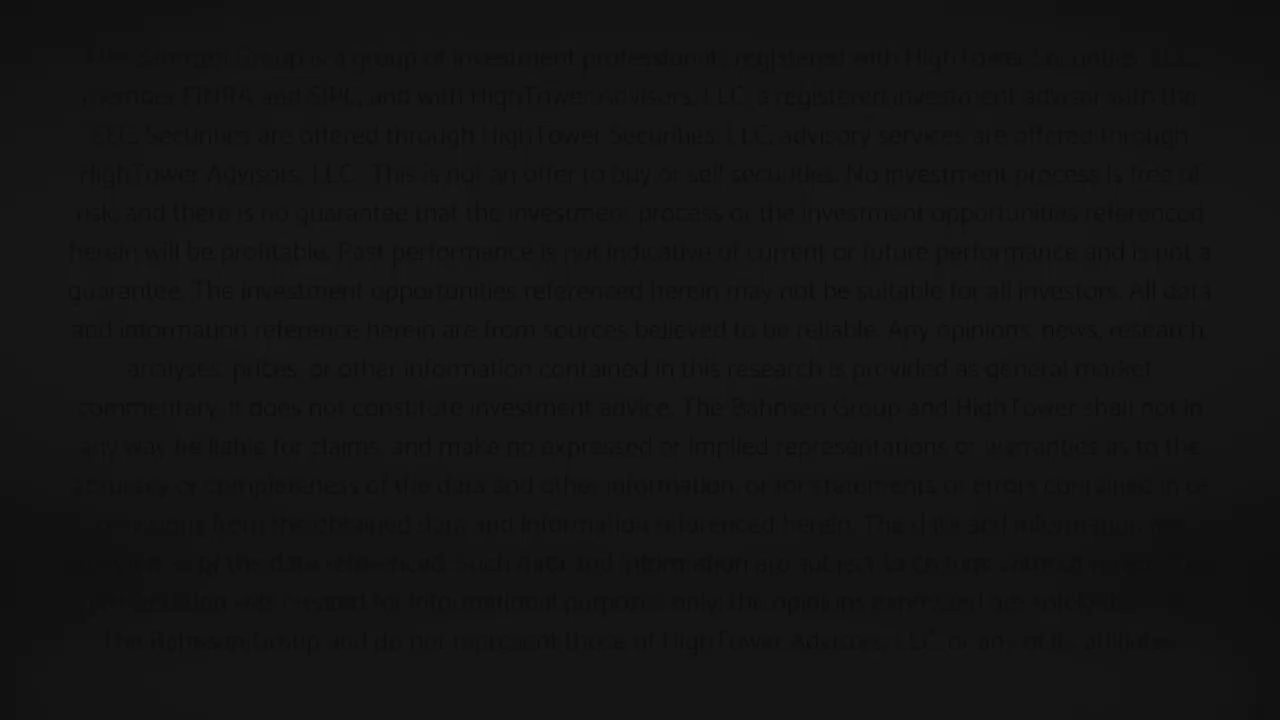 The Bahnsen Group is a group of investment professionals registered with HighTower Securities, LLC,
member FINRA and SIPC, and with HighTower Advisors, LLC, a registered investment advisor with the
SEC. Securities are offered through HighTower Securities, LLC, advisory services are offered through
HighTower Advisors, LLC. This is not an offer to buy or sell securities. No investment process is free of
risk, and there is no guarantee that the investment process or the investment opportunities referenced
herein will be profitable. Past performance is not indicative of current or future performance and is not a
guarantee. The investment opportunities referenced herein may not be suitable for all investors. All data
and information reference herein are from sources believed to be reliable. Any opinions, news, research,
analyses, prices, or other information contained in this research is provided as general market
commentary, it does not constitute investment advice. The Bahnsen Group and HighTower shall not in
any way be liable for claims, and make no expressed or implied representations or warranties as to the
accuracy or completeness of the data and other information, or for statements or errors contained in or
omissions from the obtained data and information referenced herein. The data and information are
of the data referenced. Such data and information are subject to change without notice.
was created for informational purposes only; the opinions expressed are solely
The Bahnsen Group and do not represent those of HighTower Advisors, LLC, or any of its affiliates.